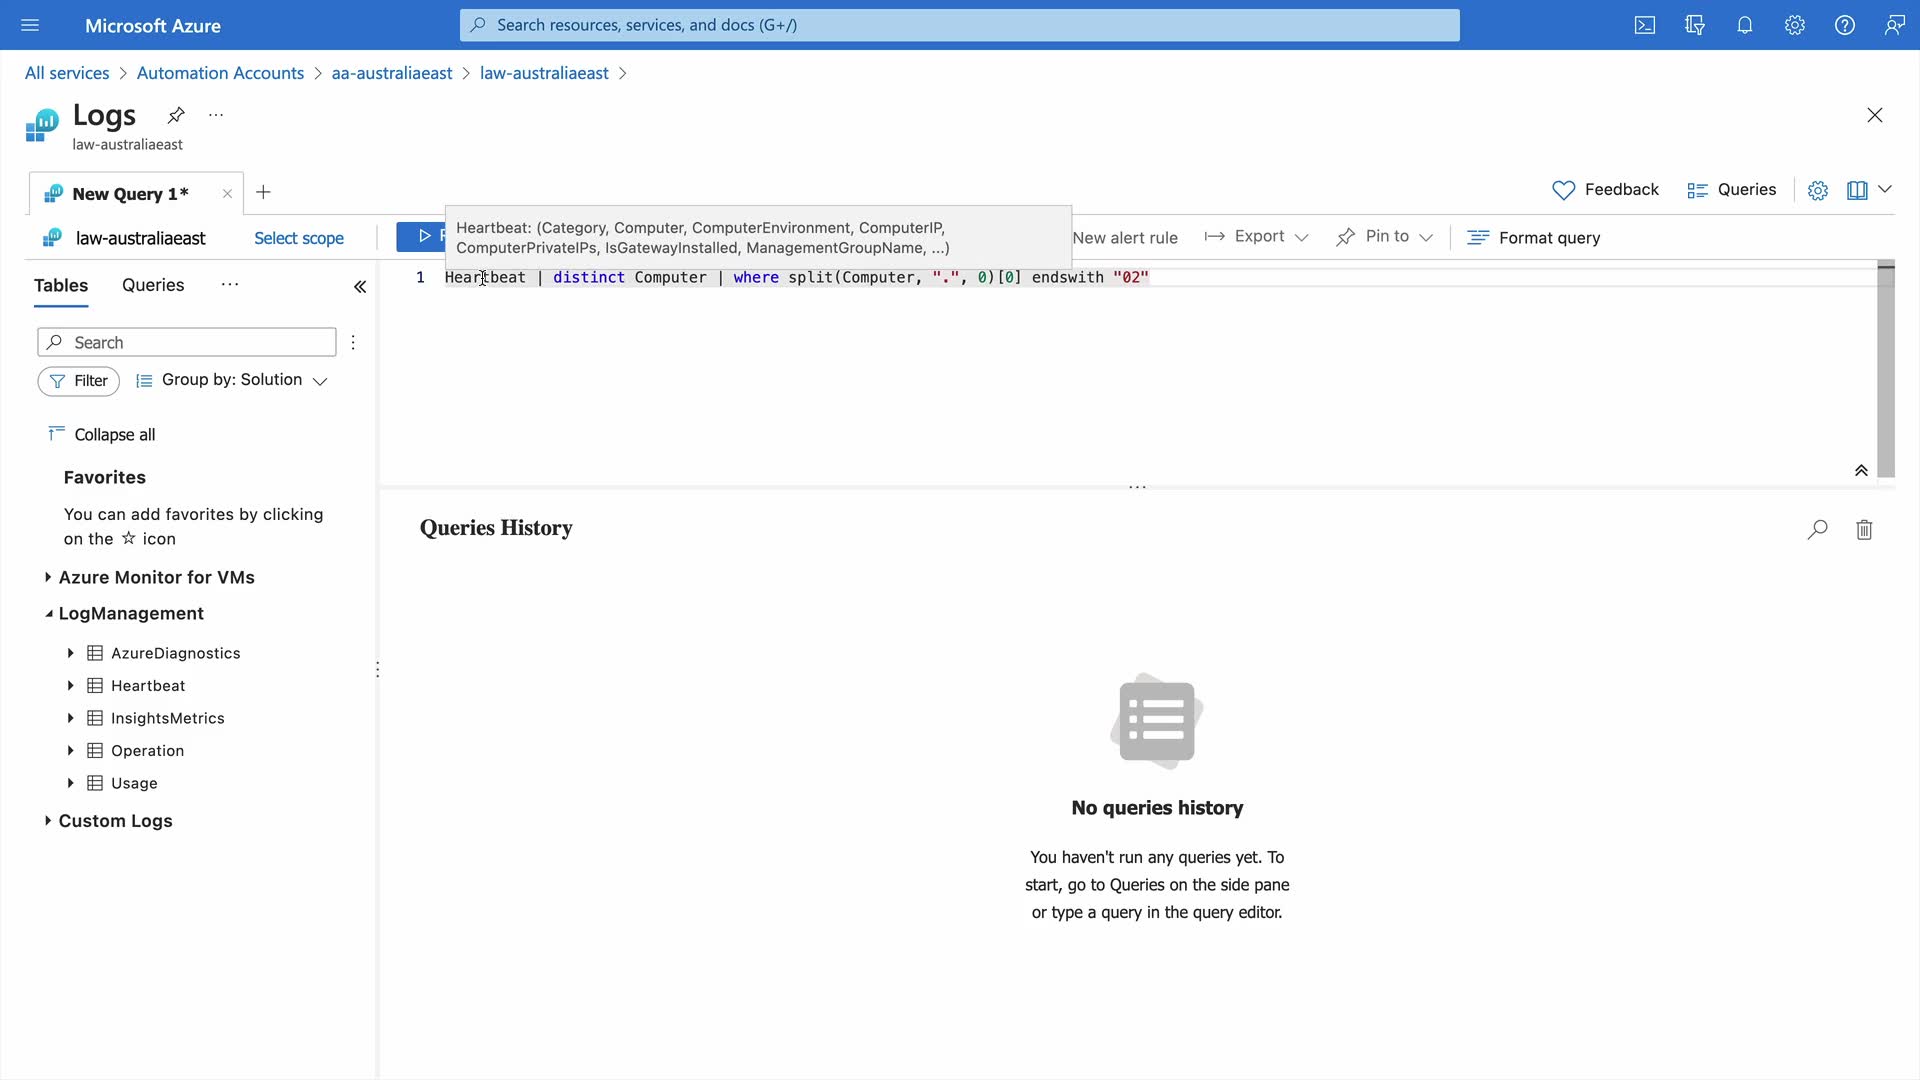 Microsoft Azure
Search resources, services, and docs (G+/)
All services > Automation Accounts > aa-australiaeast > law-australiaeast >
Logs
law-australiaeast
New Query 1*
Feedback
Queries
law-australiaeast
Select scope
Heartbeat: (Category, Computer, ComputerEnvironment, ComputerIP,
ComputerPrivateIPs, IsGatewayInstalled, ManagementGroupName, ...)
New alert rule
Export
Pin to
Format query
1 Heartbeat | distinct Computer | where split(Computer, ".", 0)[0] endswith "02"
Tables
Queries
Search
Filter
Group by: Solution
Collapse all
Favorites
You can add favorites by clicking
on the ☆ icon
Azure Monitor for VMs
LogManagement
AzureDiagnostics
Heartbeat
InsightsMetrics
Operation
Usage
Custom Logs
Queries History
No queries history
You haven't run any queries yet. To
start, go to Queries on the side pane
or type a query in the query editor.